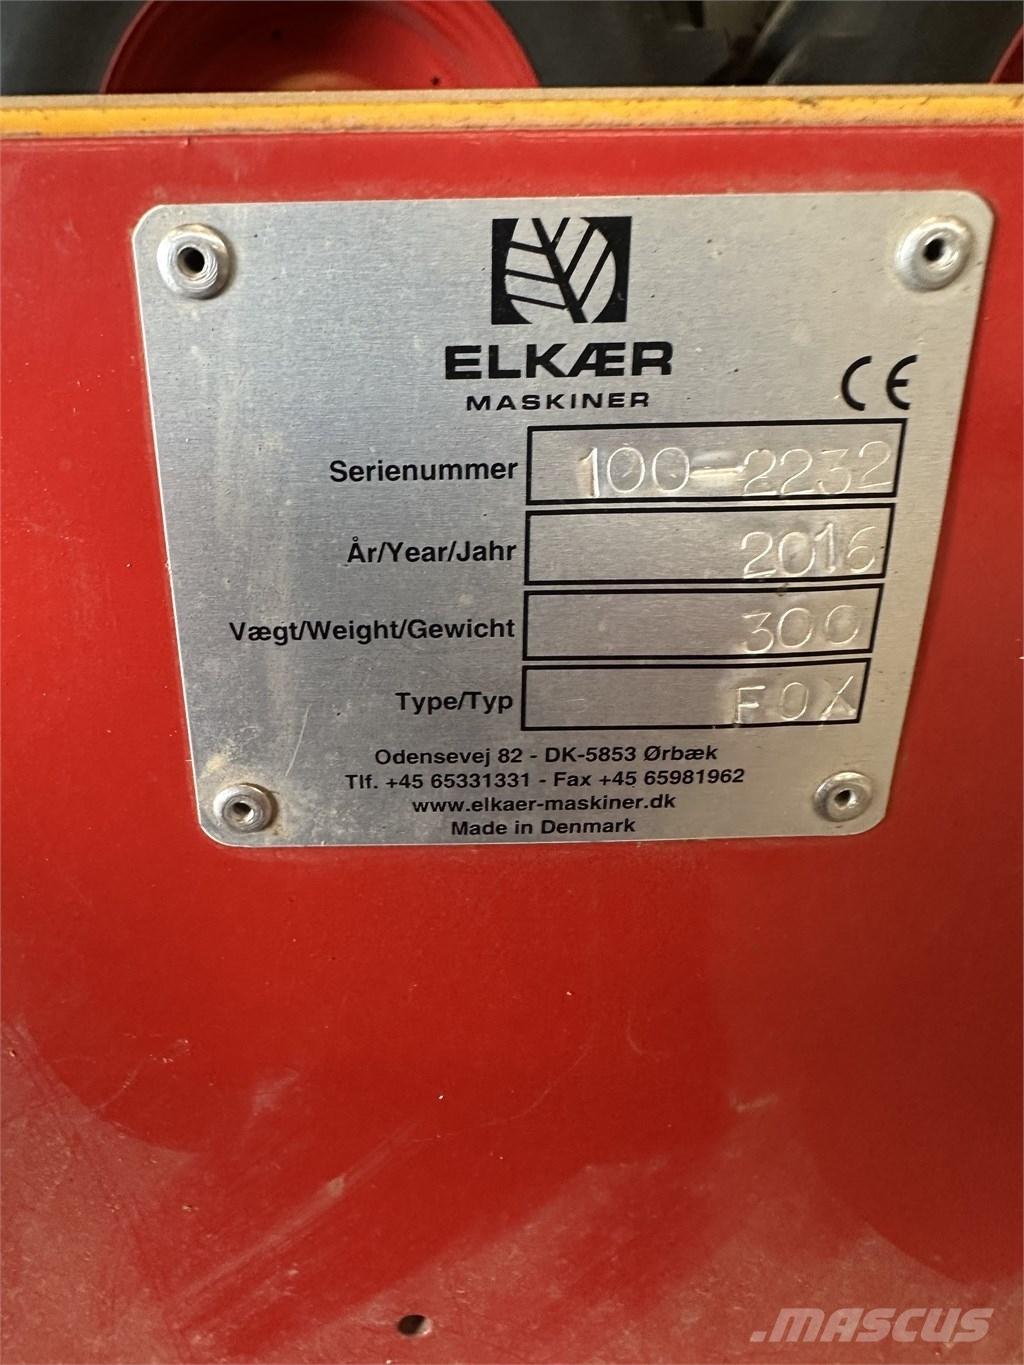 ELKÆR
MASKINER
CE
Serienummer 100-2232
År/Year/Jahr 2016
Vægt/Weight/Gewicht 300
Type/Typ FOX
Odensevej 82 - DK-5853 Ørbæk
Tlf. +45 65331331 - Fax +45 65981962
www.elkaer-maskiner.dk
Made in Denmark
.MASCUS